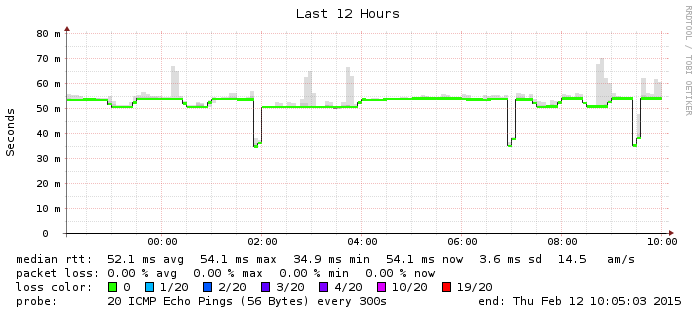 Last 12 Hours
RRDTOOL / TOBI OETIKER
Seconds
80 m
70 m
60 m
50 m
40 m
30 m
20 m
10 m
0
00:00 02:00 04:00 06:00 08:00 10:00
median rtt: 52.1 ms avg 54.1 ms max 34.9 ms min 54.1 ms now 3.6 ms sd 14.5 am/s
packet loss: 0.00 % avg 0.00 % max 0.00 % min 0.00 % now
loss color: 0 1/20 2/20 3/20 4/20 10/20 19/20
probe: 20 ICMP Echo Pings (56 Bytes) every 300s end: Thu Feb 12 10:05:03 2015